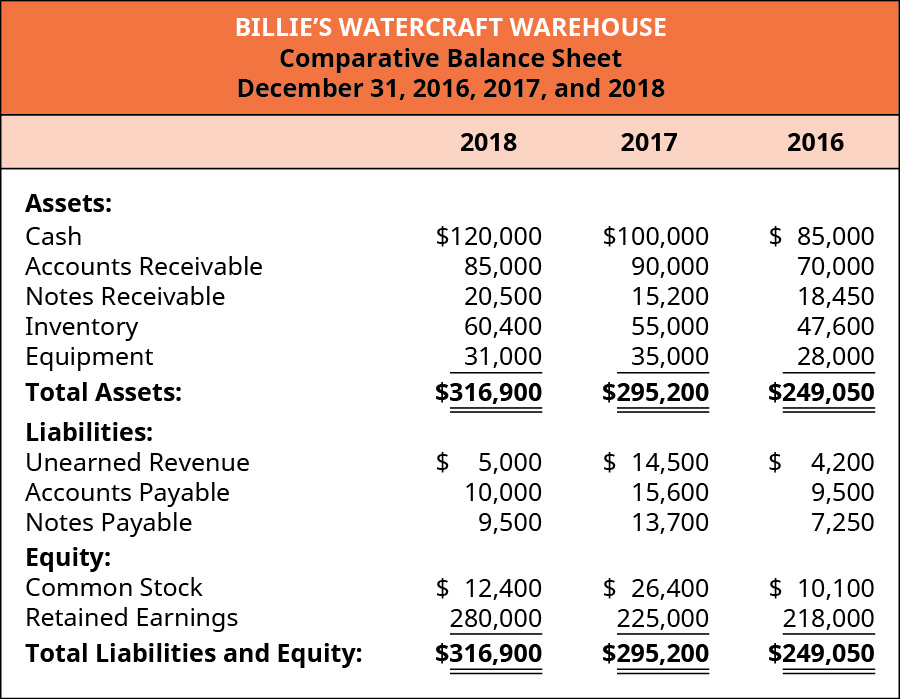 BILLIE’S WATERCRAFT WAREHOUSE
Comparative Balance Sheet
December 31, 2016, 2017, and 2018
2018 2017 2016
Assets:
Cash $120,000 $100,000 $ 85,000
Accounts Receivable 85,000 90,000 70,000
Notes Receivable 20,500 15,200 18,450
Inventory 60,400 55,000 47,600
Equipment 31,000 35,000 28,000
Total Assets: $316,900 $295,200 $249,050
Liabilities:
Unearned Revenue $ 5,000 $ 14,500 $ 4,200
Accounts Payable 10,000 15,600 9,500
Notes Payable 9,500 13,700 7,250
Equity:
Common Stock $ 12,400 $ 26,400 $ 10,100
Retained Earnings 280,000 225,000 218,000
Total Liabilities and Equity: $316,900 $295,200 $249,050